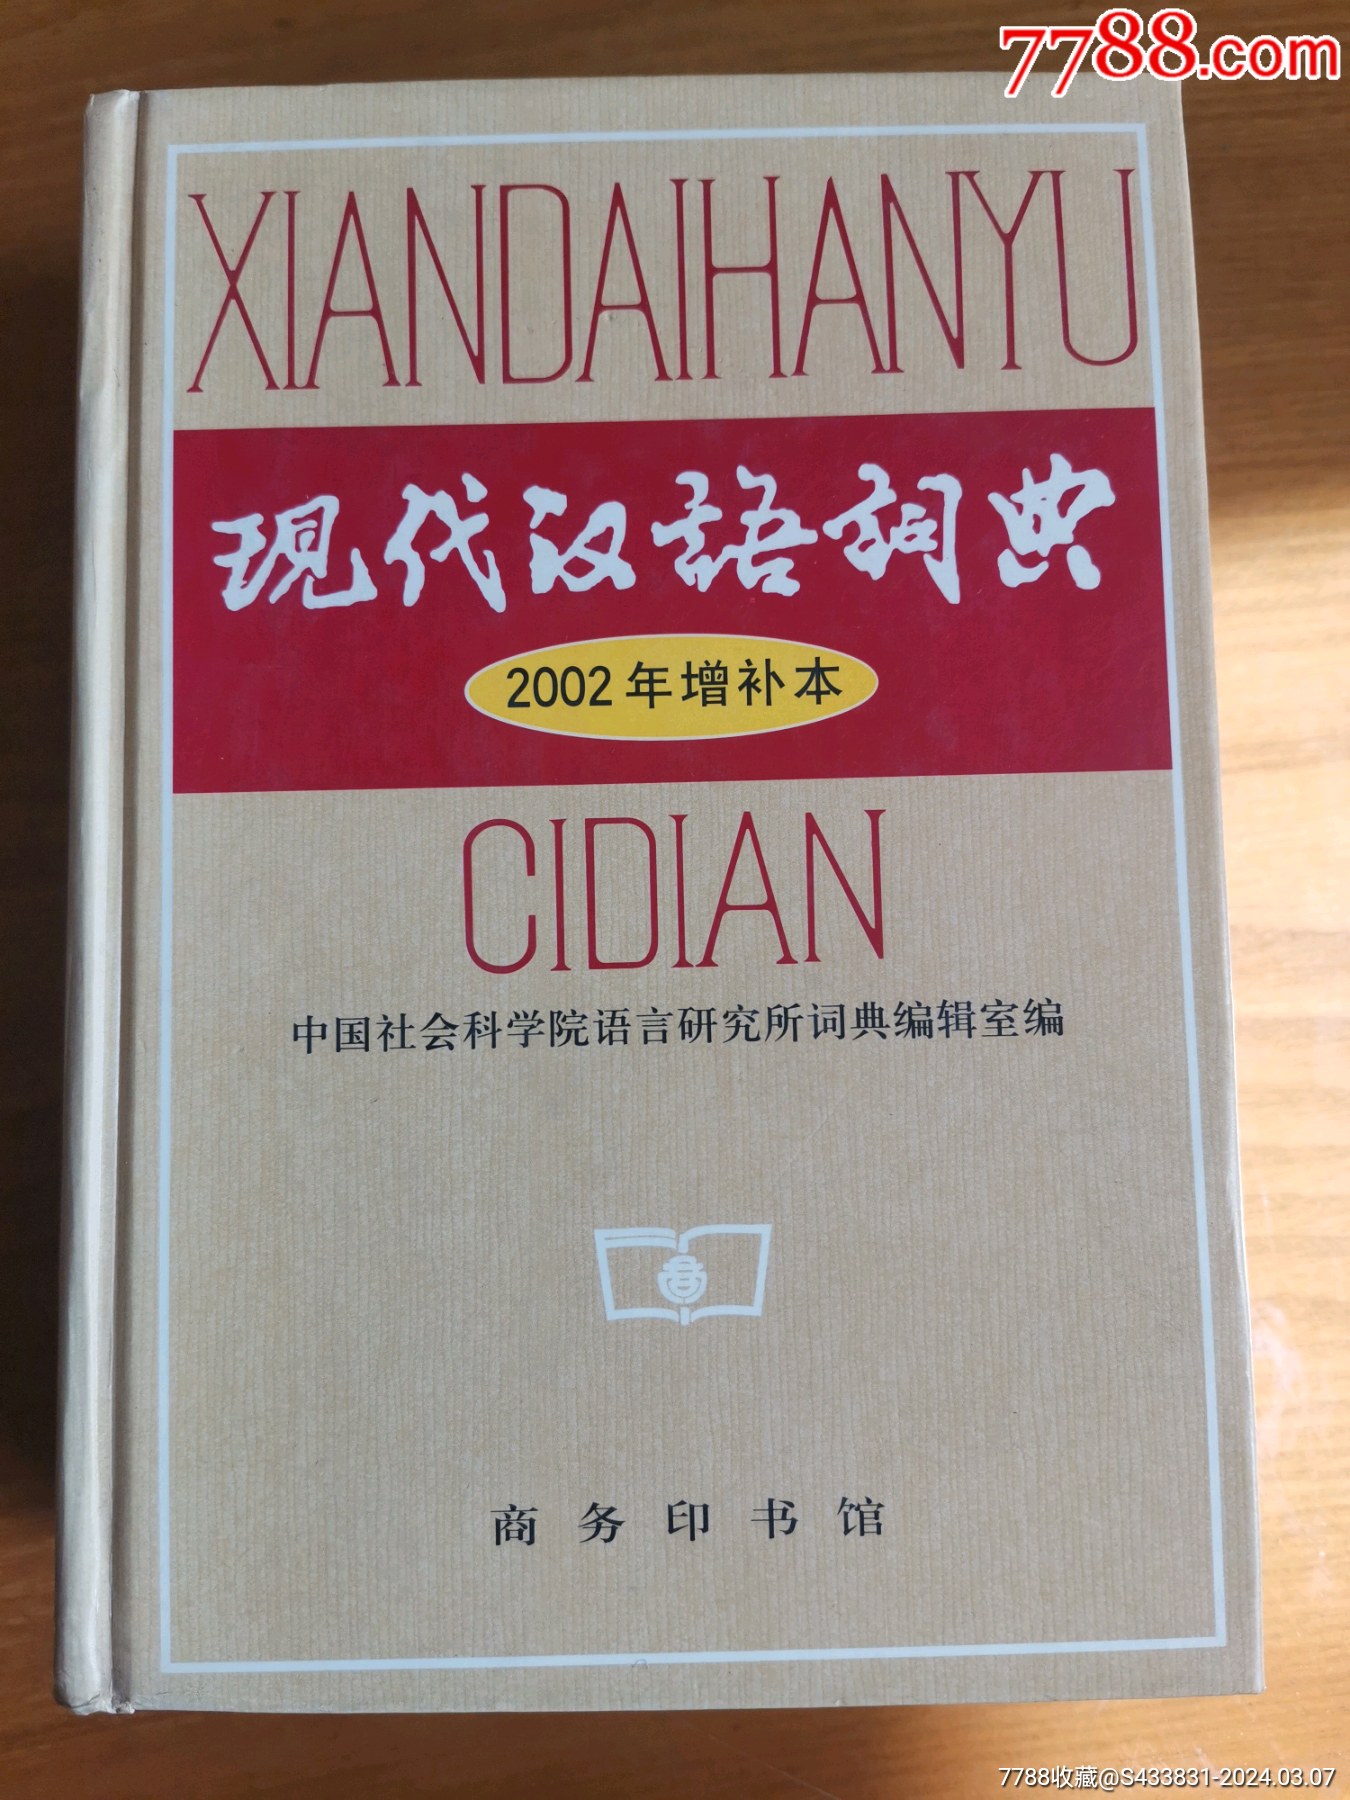 7788.com
XIANDAIHANYU
现代汉语词典
2002年增补本
CIDIAN
中国社会科学院语言研究所词典编辑室编
商务印书馆
7788收藏@S433831-2024.03.07